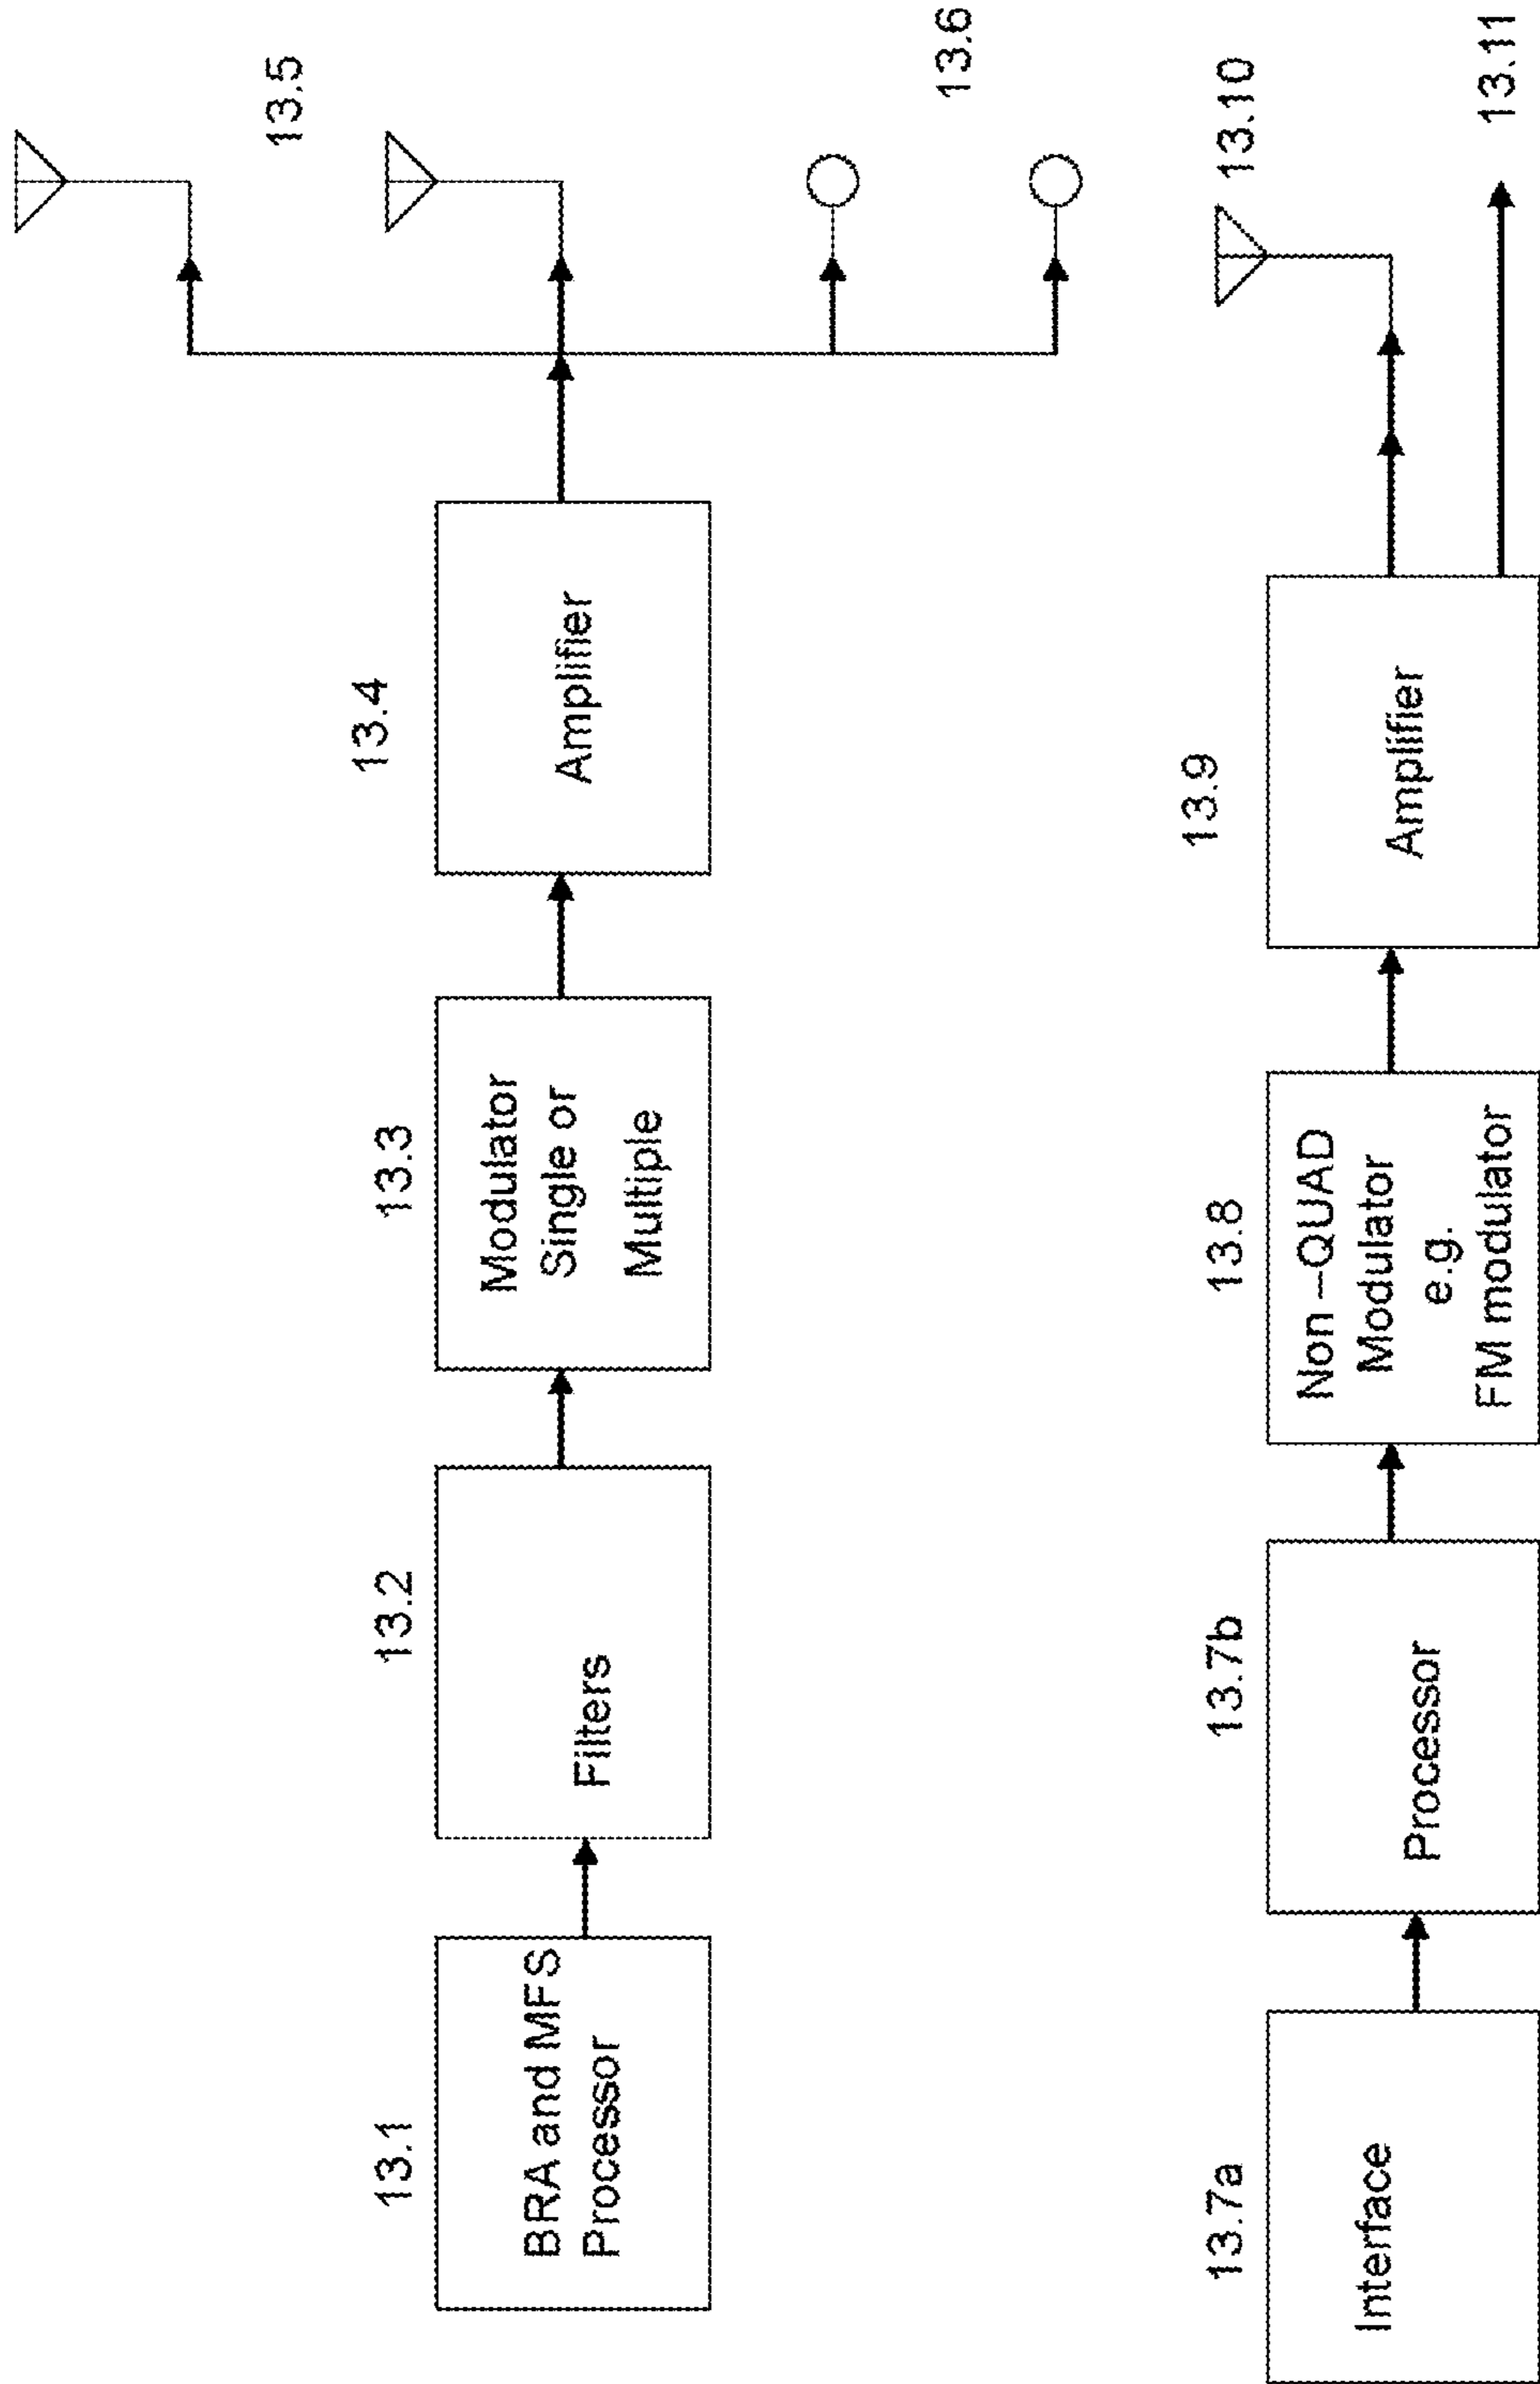 13.1
BRA and MFS
Processor
13.2
Filters
13.3
Modulator
Single or
Multiple
13.4
Amplifier
13.5
13.6
13.7a
Interface
13.7b
Processor
13.8
Non –QUAD
Modulator
e.g.
FM modulator
13.9
Amplifier
13.10
13.11